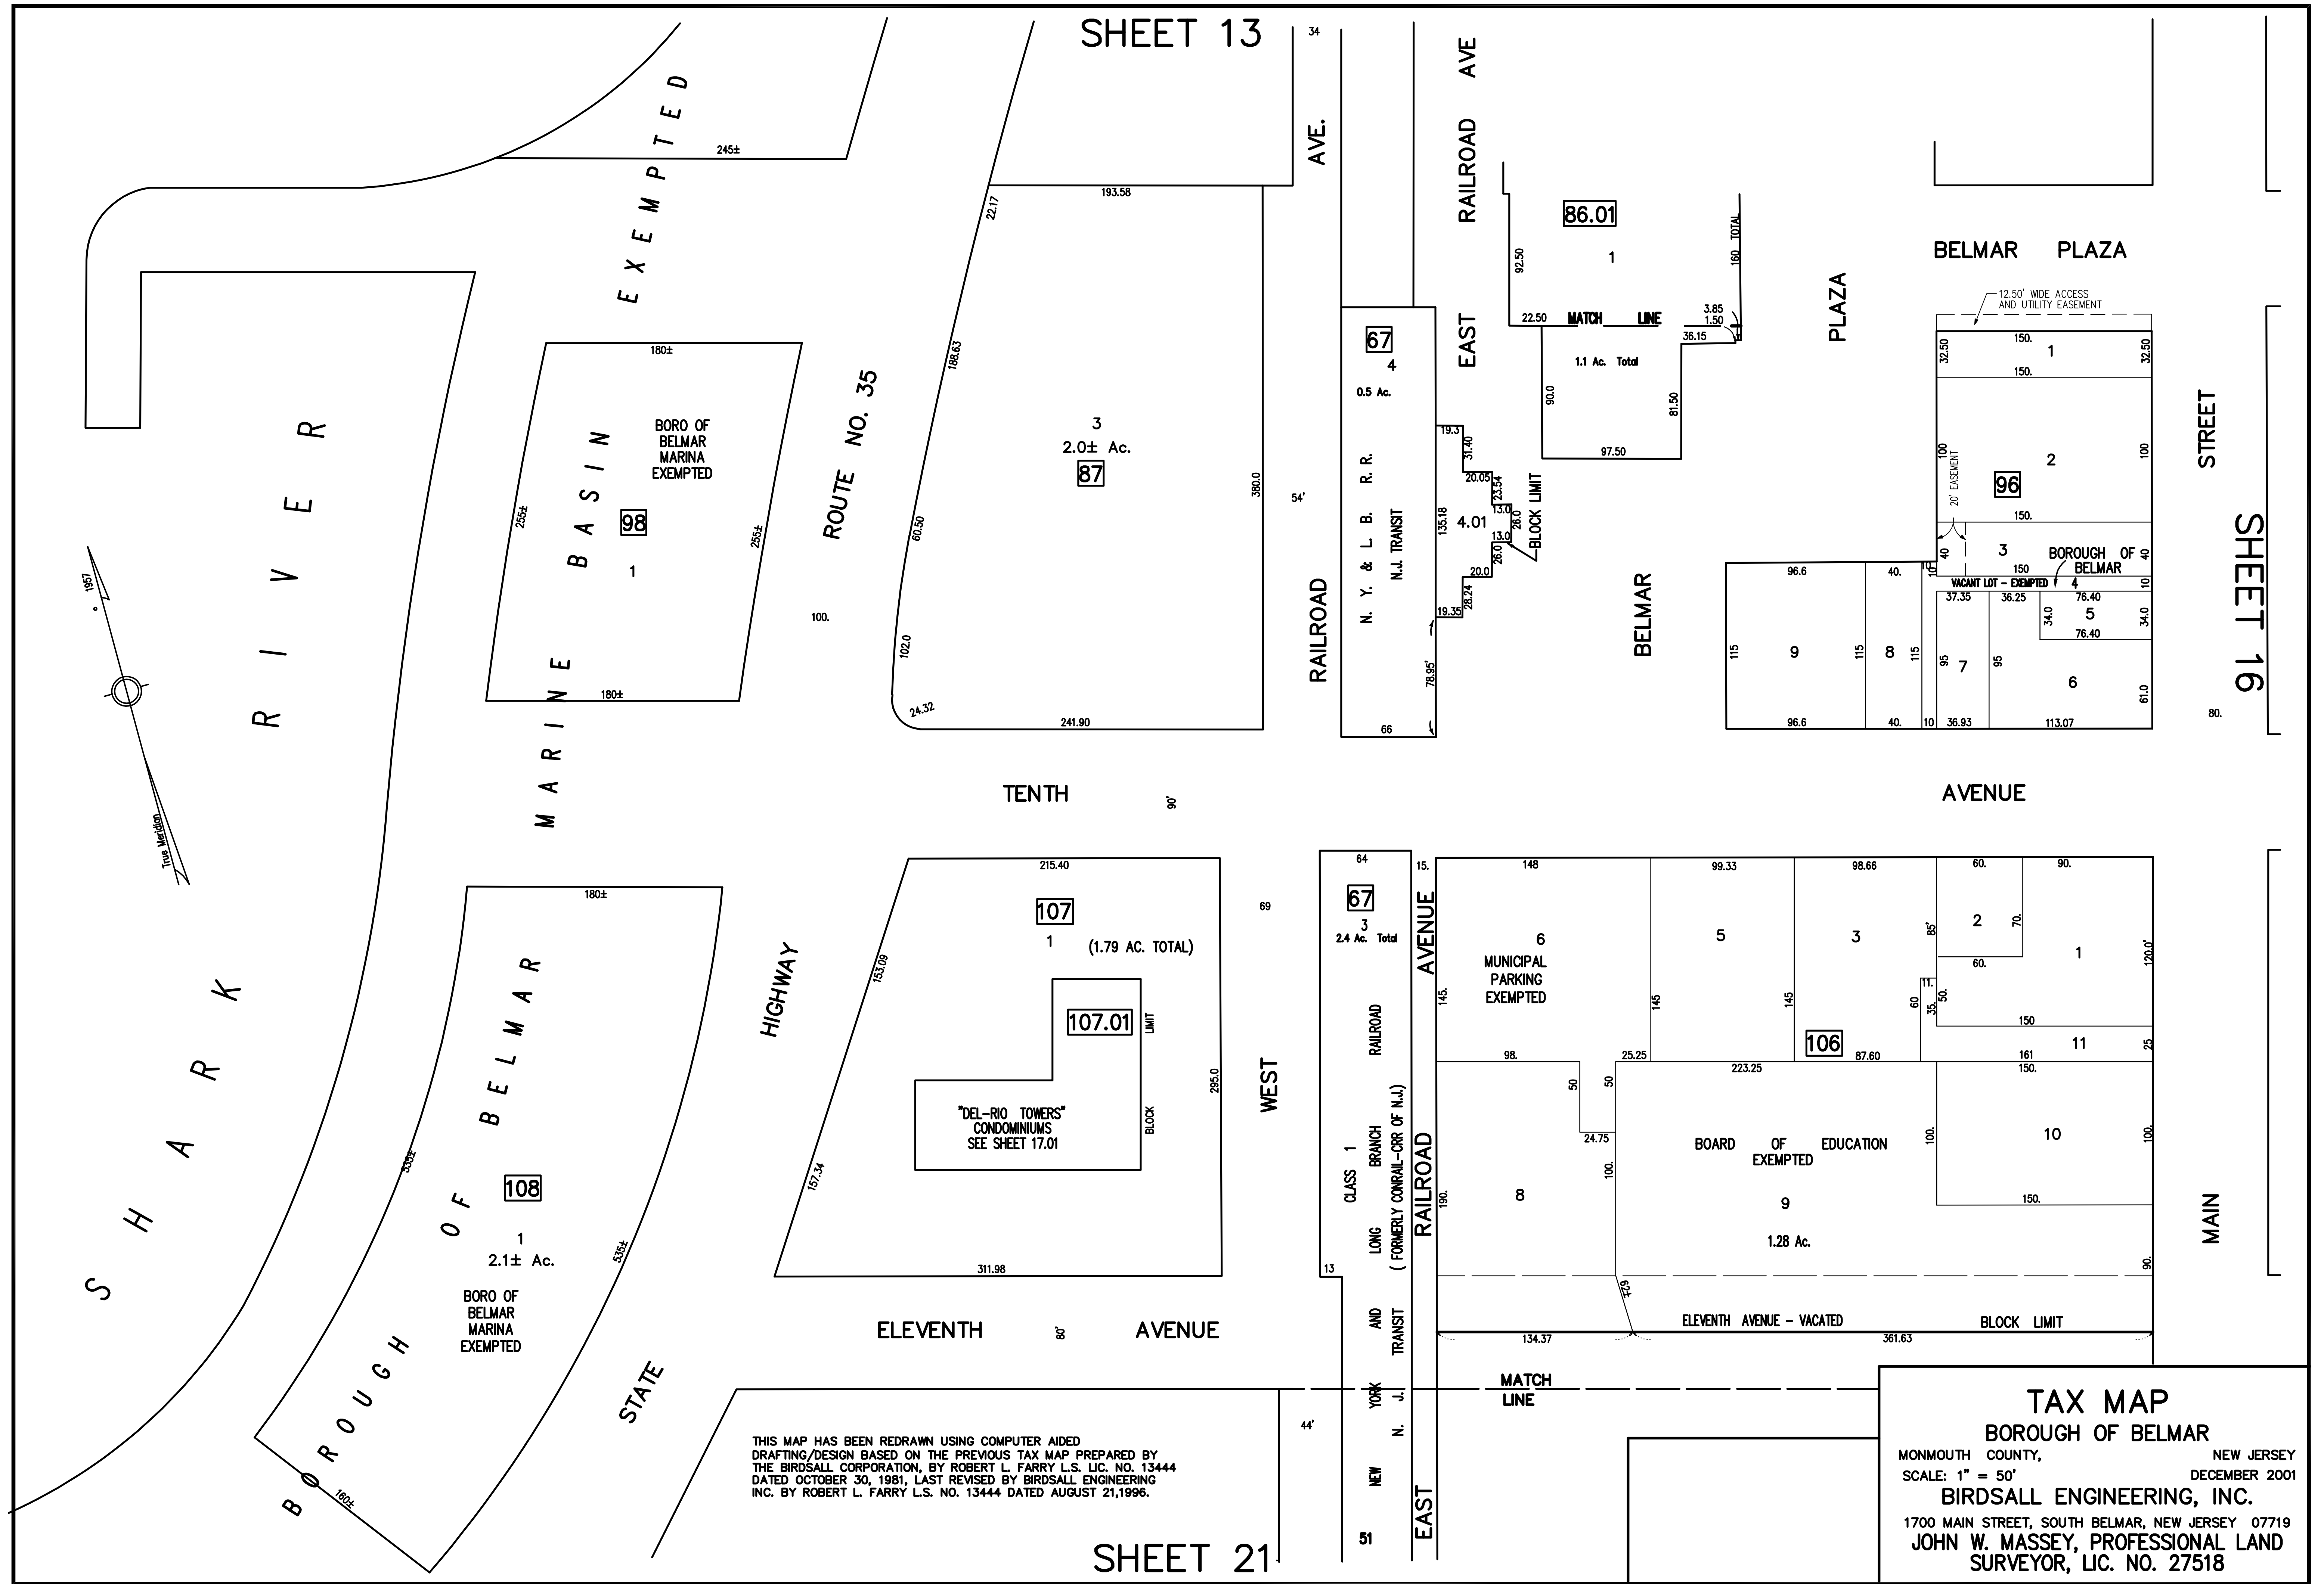 SHEET 13
34
AVE.
RAILROAD AVE
EXEMPTED
245±
193.58
22.17
86.01
1
160 TOTAL
92.50
BELMAR PLAZA
12.50' WIDE ACCESS
AND UTILITY EASEMENT
22.50
MATCH LINE
3.85
1.50
36.15
1.1 Ac. Total
90.0
81.50
97.50
PLAZA
EAST
67
4
0.5 Ac.
N. Y. & L B. R. R.
N.J. TRANSIT
19.3
31.40
20.05
23.54
13.0
26.0
4.01
135.18
13.0
26.0
20.0
28.24
19.35
BLOCK LIMIT
78.95'
66
180±
BORO OF
BELMAR
MARINA
EXEMPTED
98
1
255±
255±
180±
MARINE BASIN
ROUTE NO. 35
100.
188.63
60.50
102.0
24.32
3
2.0± Ac.
87
380.0
241.90
54'
RAILROAD
BELMAR
150.
32.50
1
32.50
150.
100
2
100
20' EASEMENT
96
150.
40
3
40
BOROUGH OF
BELMAR
150
VACANT LOT - EXEMPTED
4
10
10
10
96.6
40.
37.35
36.25
76.40
34.0
5
34.0
76.40
115
9
115
8
115
95
7
95
6
61.0
96.6
40.
10
36.93
113.07
STREET
SHEET 16
80.
1957
True Meridian
SHARK RIVER
TENTH
90'
AVENUE
180±
BOROUGH OF BELMAR
535±
108
1
2.1± Ac.
535±
BORO OF
BELMAR
MARINA
EXEMPTED
160±
HIGHWAY
STATE
215.40
107
1
(1.79 AC. TOTAL)
153.09
107.01
BLOCK LIMIT
"DEL-RIO TOWERS"
CONDOMINIUMS
SEE SHEET 17.01
157.34
295.0
311.98
69
WEST
64
67
3
2.4 Ac. Total
CLASS 1
NEW YORK AND LONG BRANCH RAILROAD
N. J. TRANSIT ( FORMERLY CONRAIL-CRR OF N.J.)
13
15.
EAST RAILROAD AVENUE
148
99.33
98.66
60.
90.
6
MUNICIPAL
PARKING
EXEMPTED
145.
5
145
3
145
85'
2
70.
60.
1
120.0'
11.
60
35.
50.
150
106
11
25
98.
25.25
87.60
161
223.25
150.
50
50
24.75
100.
8
190.
BOARD OF EDUCATION
EXEMPTED
9
1.28 Ac.
100.
10
100.
150.
90.
62±
ELEVENTH AVENUE - VACATED
BLOCK LIMIT
134.37
361.63
MAIN
ELEVENTH
80'
AVENUE
MATCH
LINE
44'
51
THIS MAP HAS BEEN REDRAWN USING COMPUTER AIDED
DRAFTING/DESIGN BASED ON THE PREVIOUS TAX MAP PREPARED BY
THE BIRDSALL CORPORATION, BY ROBERT L. FARRY L.S. LIC. NO. 13444
DATED OCTOBER 30, 1981, LAST REVISED BY BIRDSALL ENGINEERING
INC. BY ROBERT L. FARRY L.S. NO. 13444 DATED AUGUST 21,1996.
SHEET 21
TAX MAP
BOROUGH OF BELMAR
MONMOUTH COUNTY, NEW JERSEY
SCALE: 1" = 50' DECEMBER 2001
BIRDSALL ENGINEERING, INC.
1700 MAIN STREET, SOUTH BELMAR, NEW JERSEY 07719
JOHN W. MASSEY, PROFESSIONAL LAND
SURVEYOR, LIC. NO. 27518